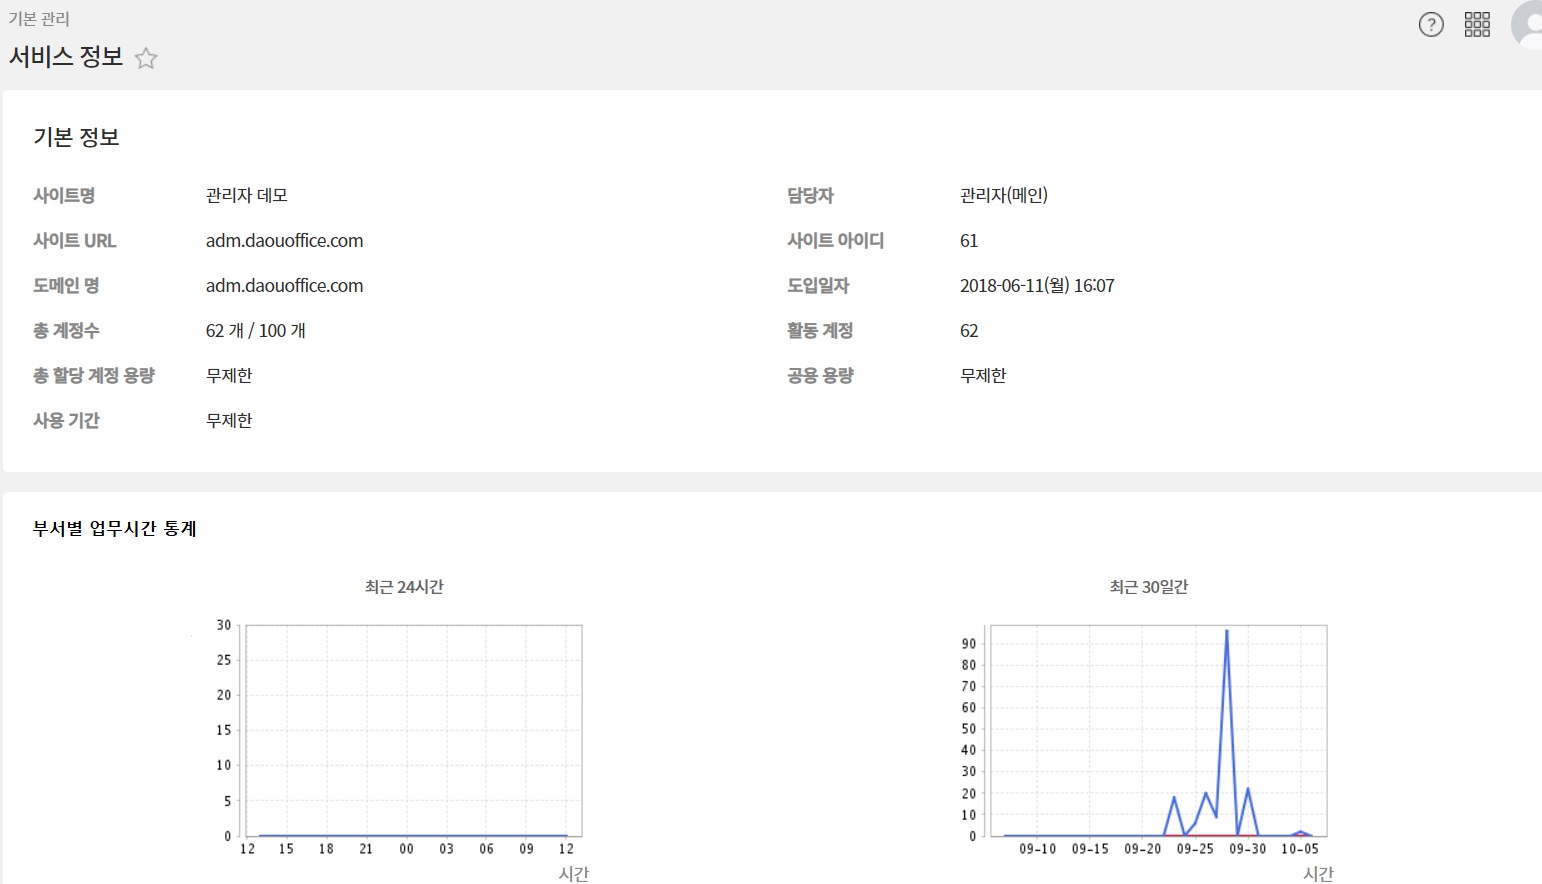 기본 관리
서비스 정보
기본 정보
사이트명 관리자 데모 담당자 관리자(메인)
사이트 URL adm.daouoffice.com 사이트 아이디 61
도메인 명 adm.daouoffice.com 도입일자 2018-06-11(월) 16:07
총 계정수 62 개 / 100 개 활동 계정 62
총 할당 계정 용량 무제한 공용 용량 무제한
사용 기간 무제한
부서별 업무시간 통계
최근 24시간
30
25
20
15
10
5
0
12 15 18 21 00 03 06 09 12
시간
최근 30일간
90
80
70
60
50
40
30
20
10
0
09-10 09-15 09-20 09-25 09-30 10-05
시간